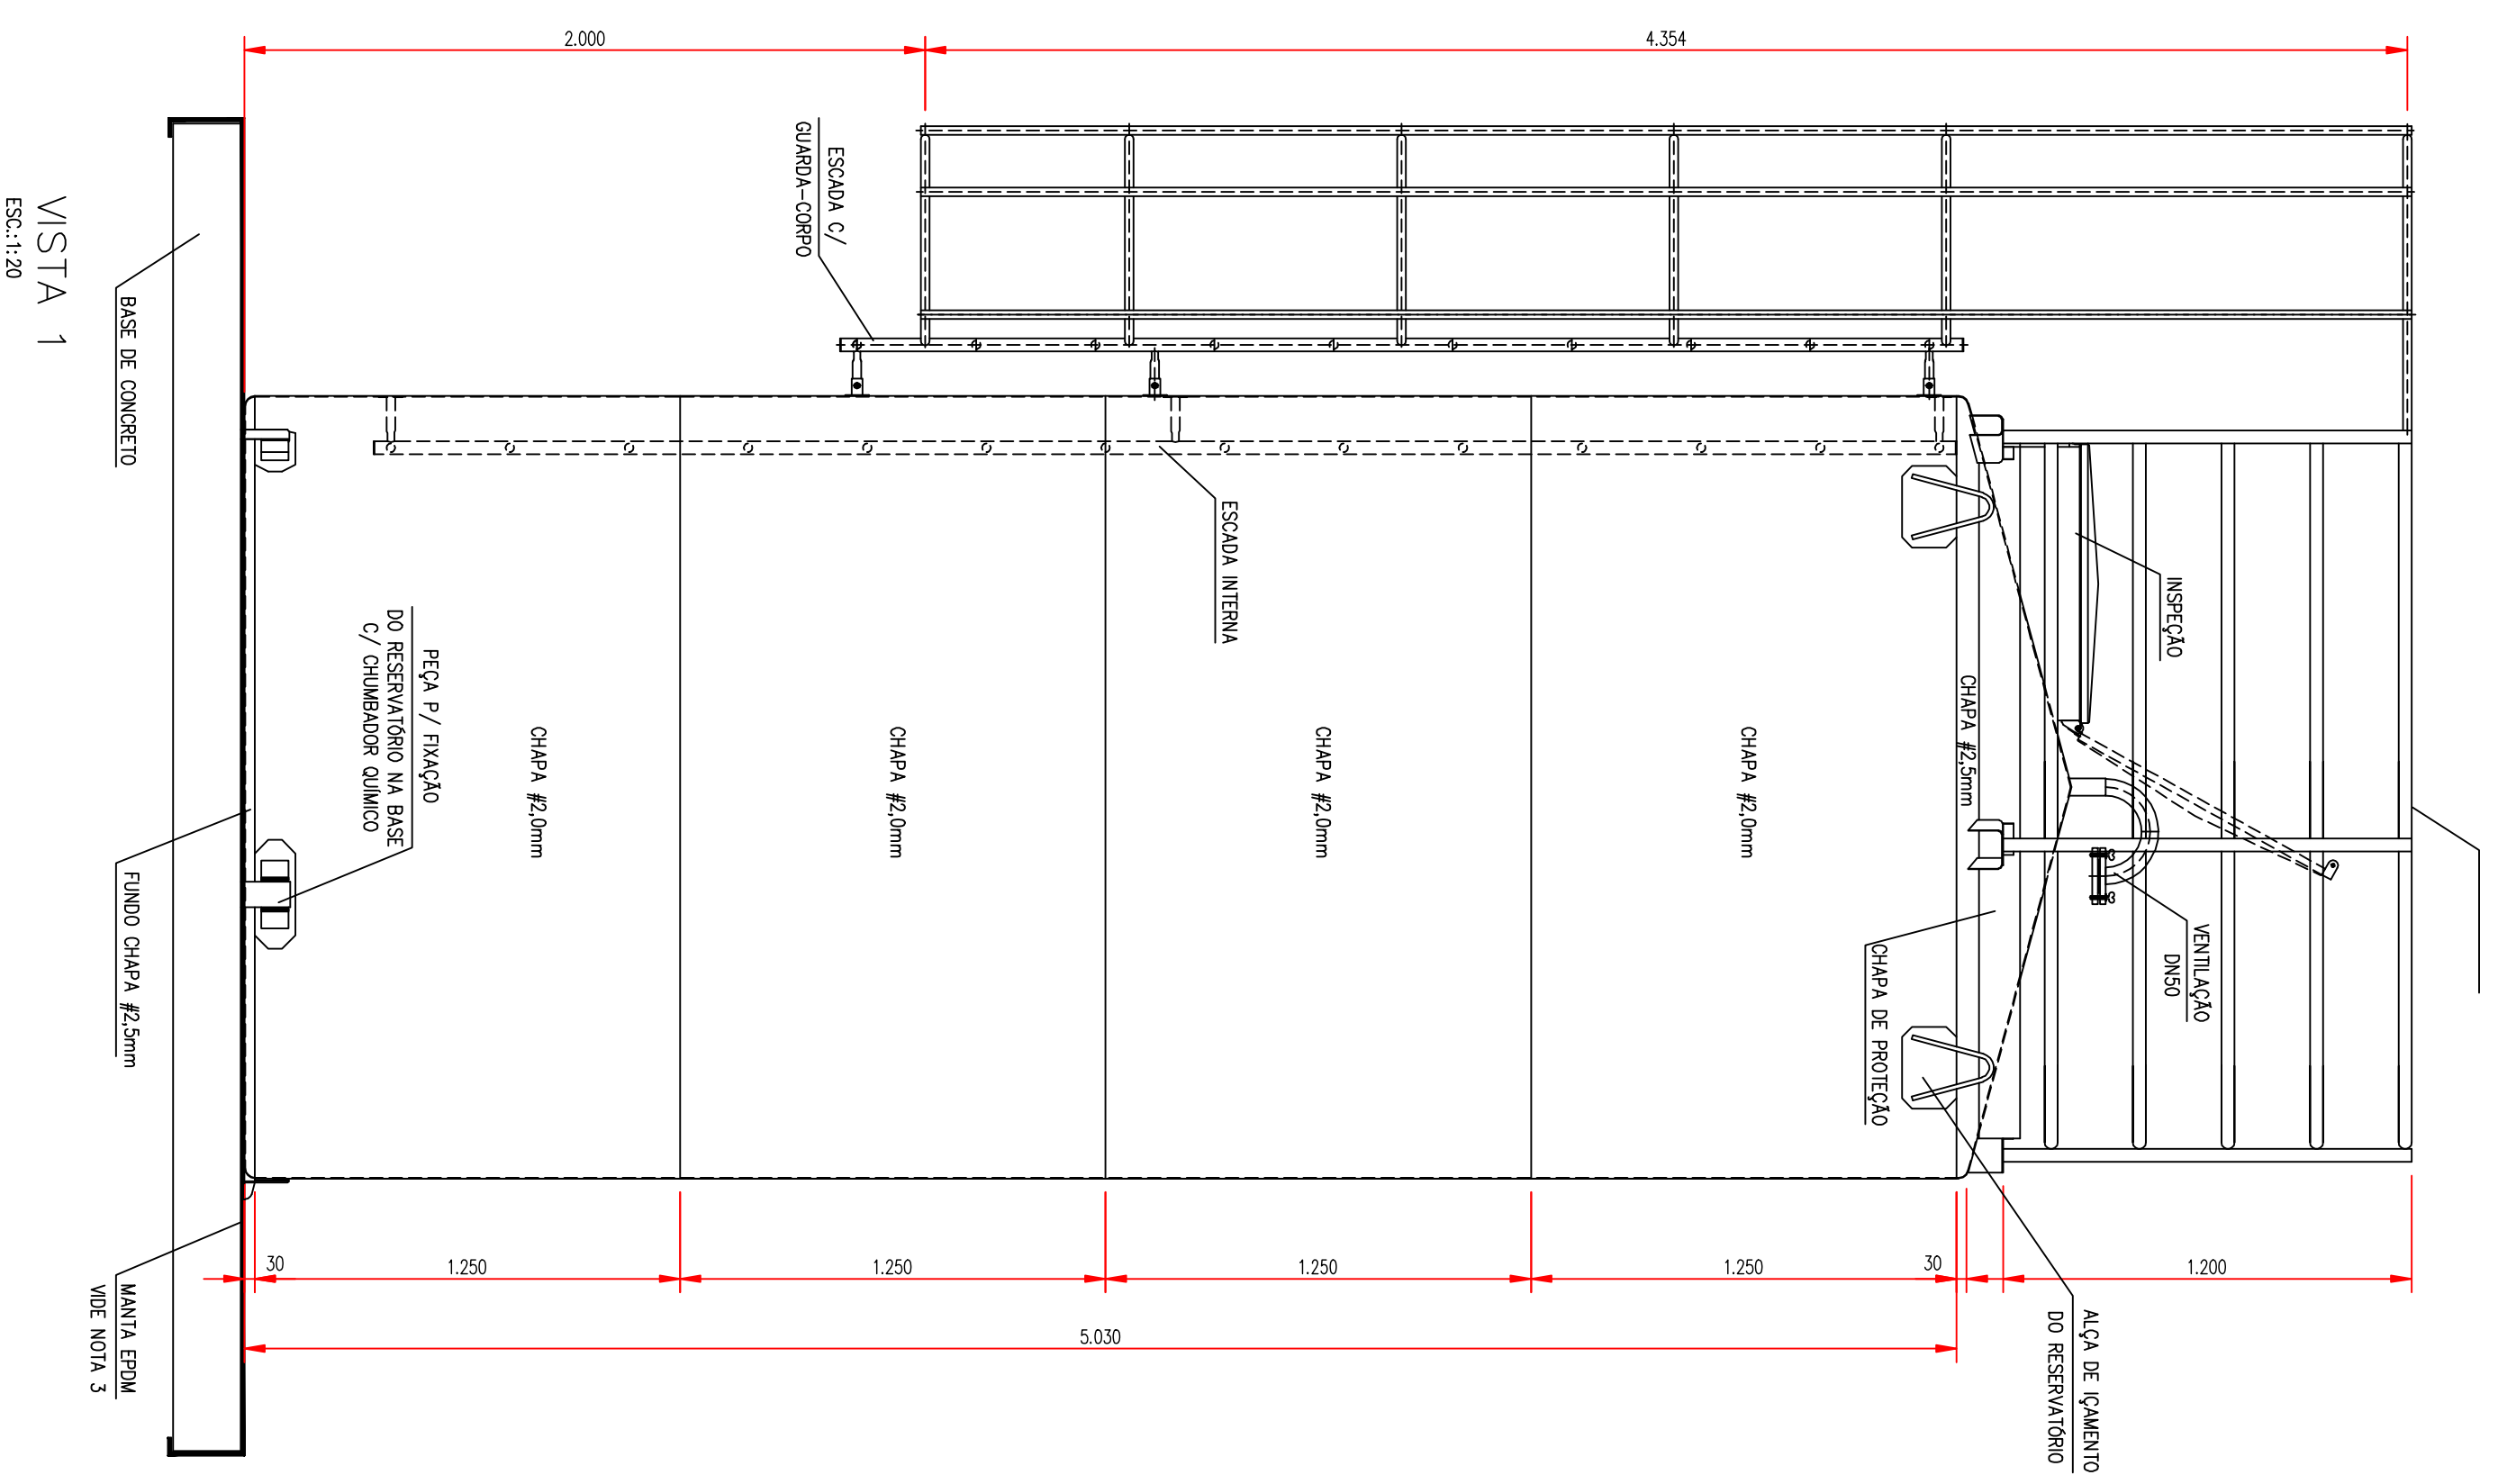 2.000
4.354
ESCADA C/
GUARDA-CORPO
ESCADA INTERNA
INSPEÇÃO
VENTILAÇÃO
DN50
CHAPA #2,5mm
CHAPA #2,0mm
CHAPA #2,0mm
CHAPA #2,0mm
CHAPA #2,0mm
CHAPA DE PROTEÇÃO
PEÇA P/ FIXAÇÃO
DO RESERVATÓRIO NA BASE
C/ CHUMBADOR QUÍMICO
BASE DE CONCRETO
FUNDO CHAPA #2,5mm
MANTA EPDM
VIDE NOTA 3
ALÇA DE IÇAMENTO
DO RESERVATÓRIO
30
1.250
1.250
1.250
1.250
30
1.200
5.030
VISTA 1
ESC.:1:20